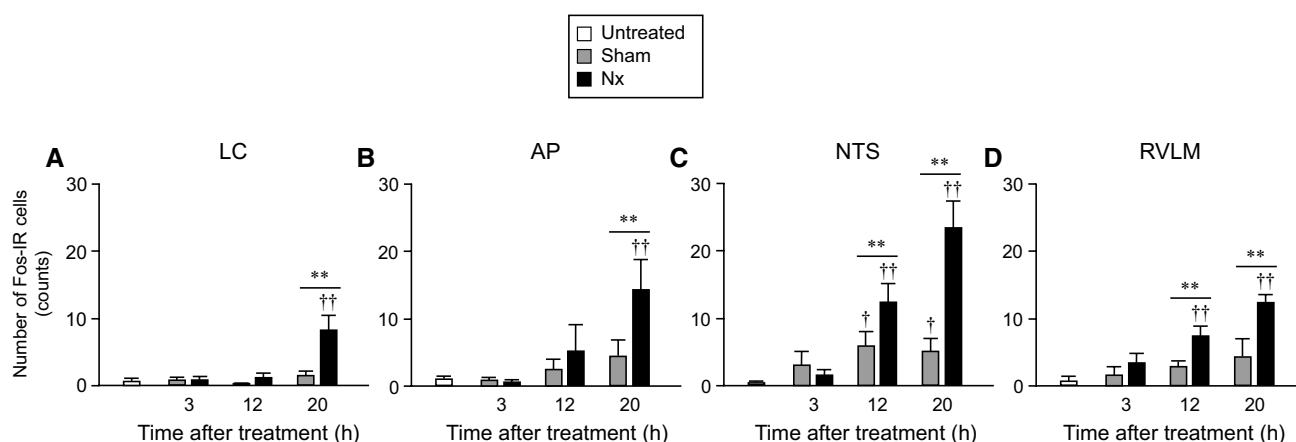 Untreated
Sham
Nx
A
LC
B
AP
C
NTS
D
RVLM
Number of Fos-IR cells
(counts)
30
20
10
0
**
††
3
12
20
Time after treatment (h)
30
20
10
0
**
††
3
12
20
Time after treatment (h)
30
20
10
0
**
**
†
††
†
††
3
12
20
Time after treatment (h)
30
20
10
0
**
**
††
††
3
12
20
Time after treatment (h)